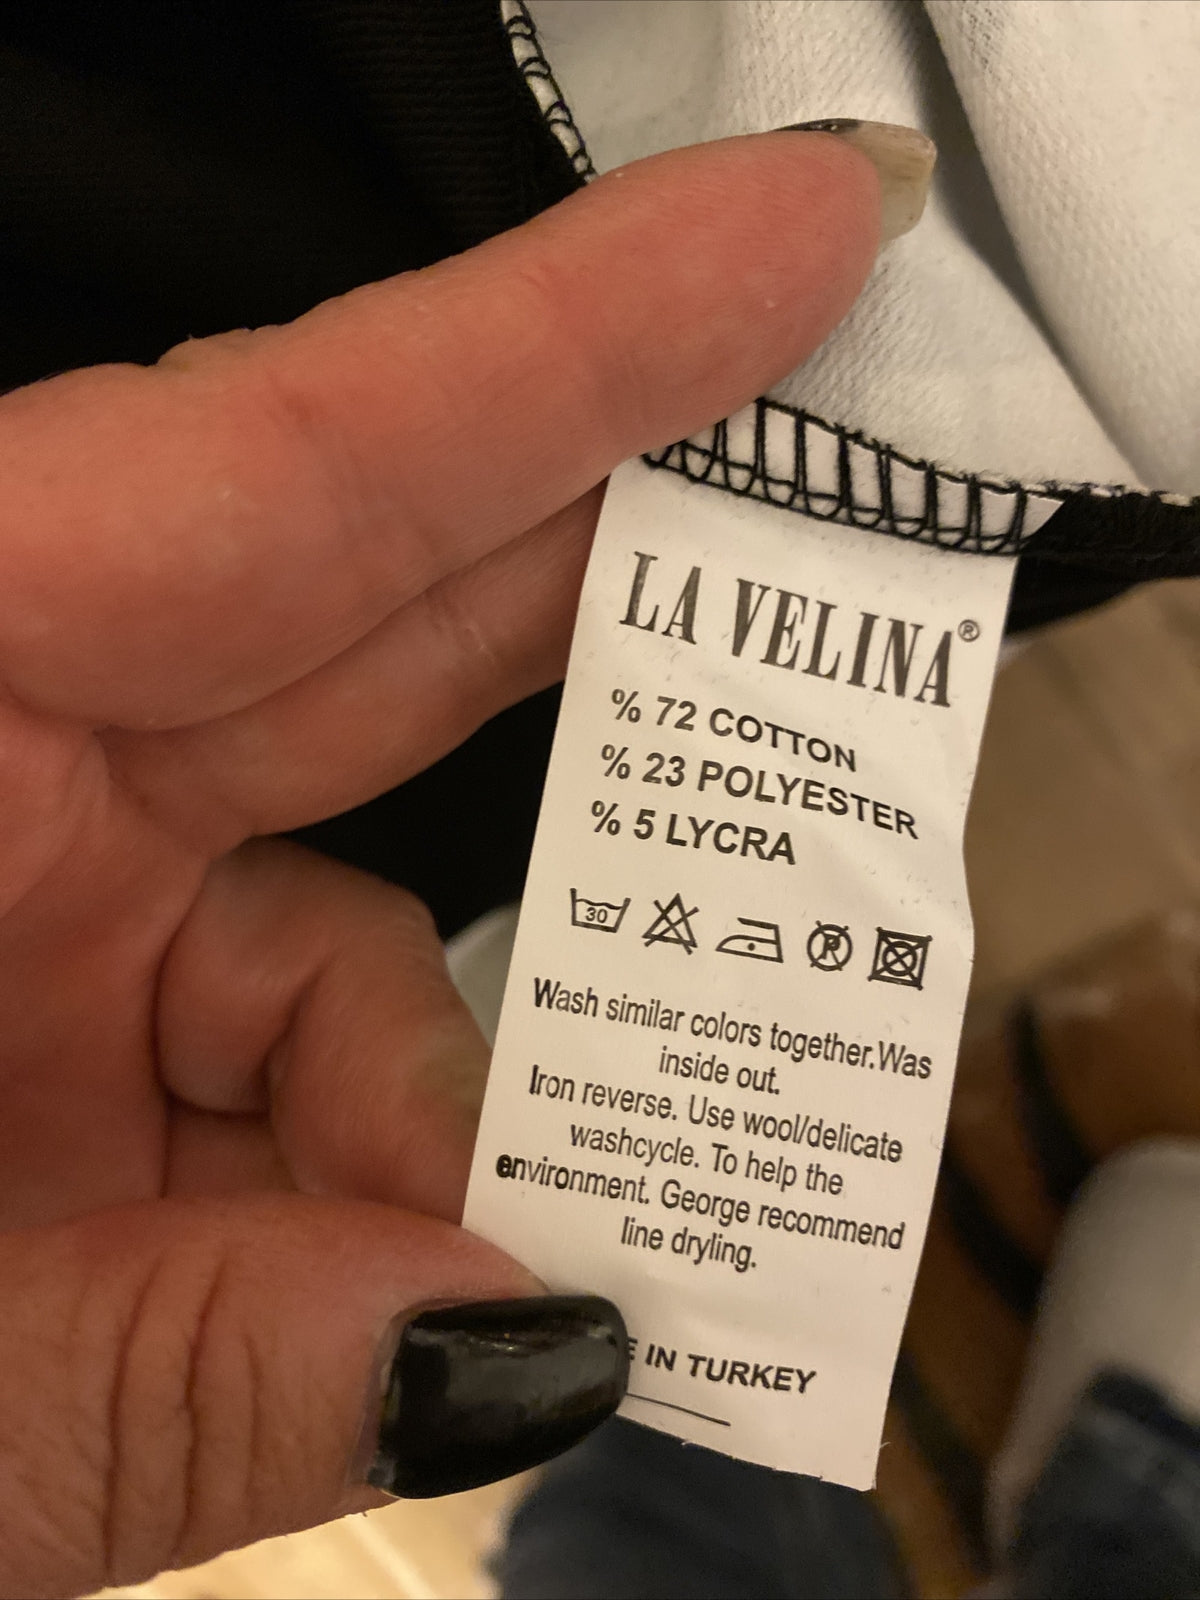 LA VELINA®
% 72 COTTON
% 23 POLYESTER
% 5 LYCRA
30 P
Wash similar colors together.Was
inside out.
Iron reverse. Use wool/delicate
washcycle. To help the
environment. George recommend
line dryling.
E IN TURKEY